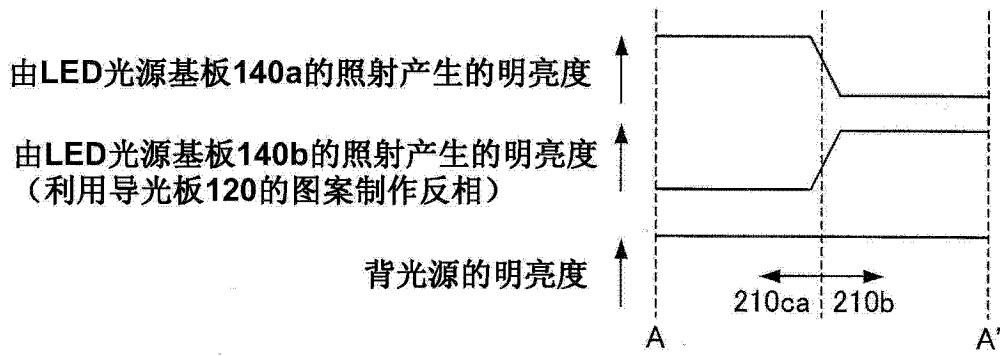 由LED光源基板140a的照射产生的明亮度
由LED光源基板140b的照射产生的明亮度
（利用导光板120的图案制作反相）
背光源的明亮度
210ca 210b
A A'